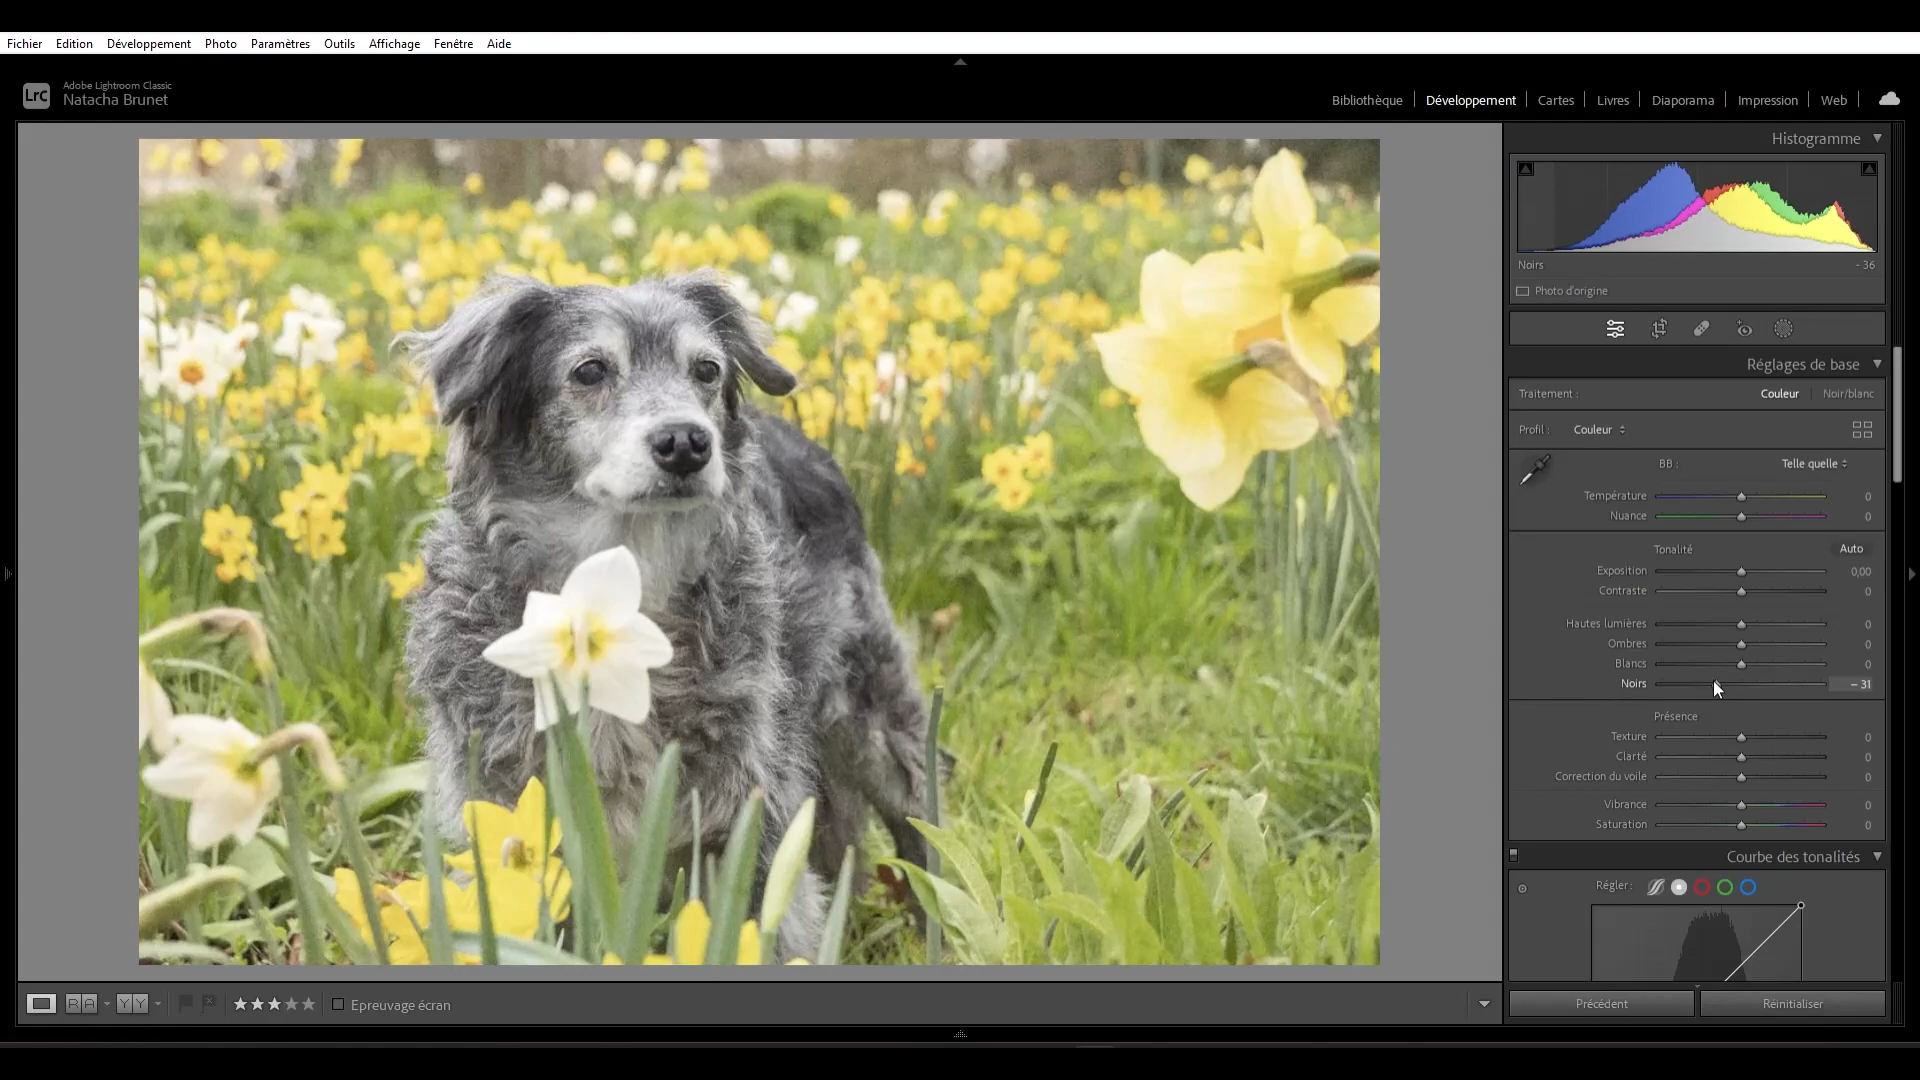 Fichier Edition Développement Photo Paramètres Outils Affichage Fenêtre Aide
LrC
Adobe Lightroom Classic
Natacha Brunet
Bibliothèque Développement Cartes Livres Diaporama Impression Web
Histogramme
Noirs - 36
Photo d'origine
Réglages de base
Traitement : Couleur Noir/blanc
Profil : Couleur
BB : Telle quelle
Température 0
Nuance 0
Tonalité Auto
Exposition 0,00
Contraste 0
Hautes lumières 0
Ombres 0
Blancs 0
Noirs – 31
Présence
Texture 0
Clarté 0
Correction du voile 0
Vibrance 0
Saturation 0
Courbe des tonalités
Régler :
R A Y Y Epreuvage écran
Précédent Réinitialiser